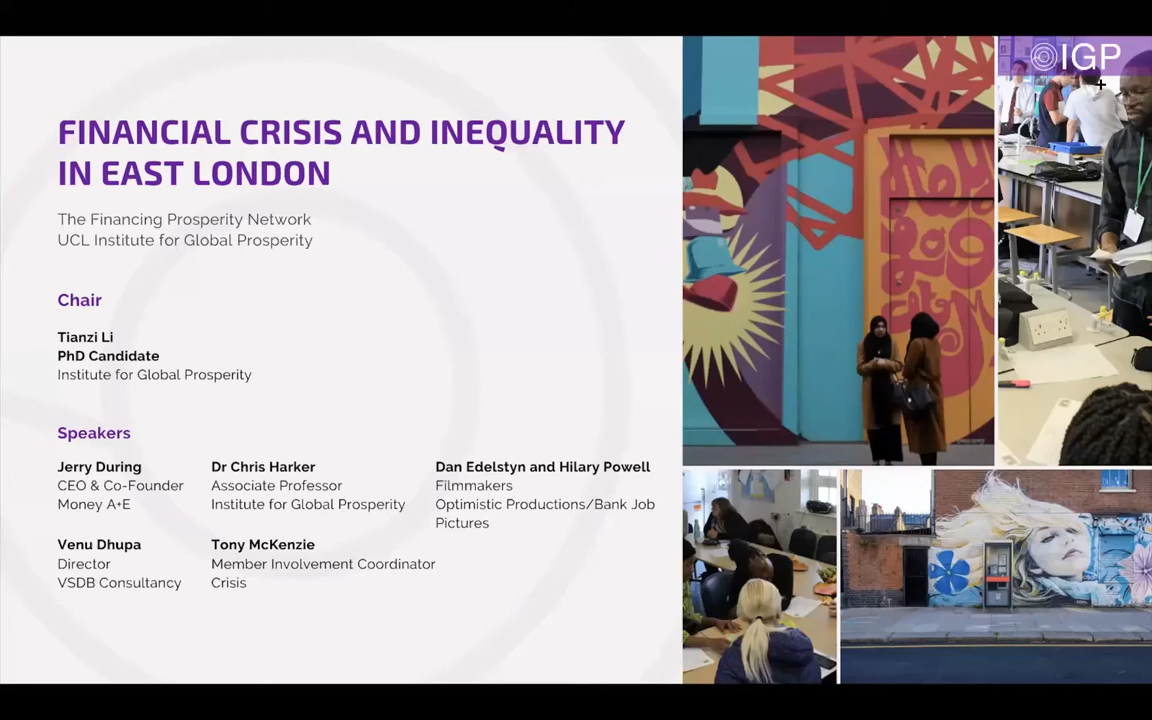 IGP
FINANCIAL CRISIS AND INEQUALITY
IN EAST LONDON
The Financing Prosperity Network
UCL Institute for Global Prosperity
Chair
Tianzi Li
PhD Candidate
Institute for Global Prosperity
Speakers
Jerry During
CEO & Co-Founder
Money A+E
Dr Chris Harker
Associate Professor
Institute for Global Prosperity
Dan Edelstyn and Hilary Powell
Filmmakers
Optimistic Productions/Bank Job
Pictures
Venu Dhupa
Director
VSDB Consultancy
Tony McKenzie
Member Involvement Coordinator
Crisis